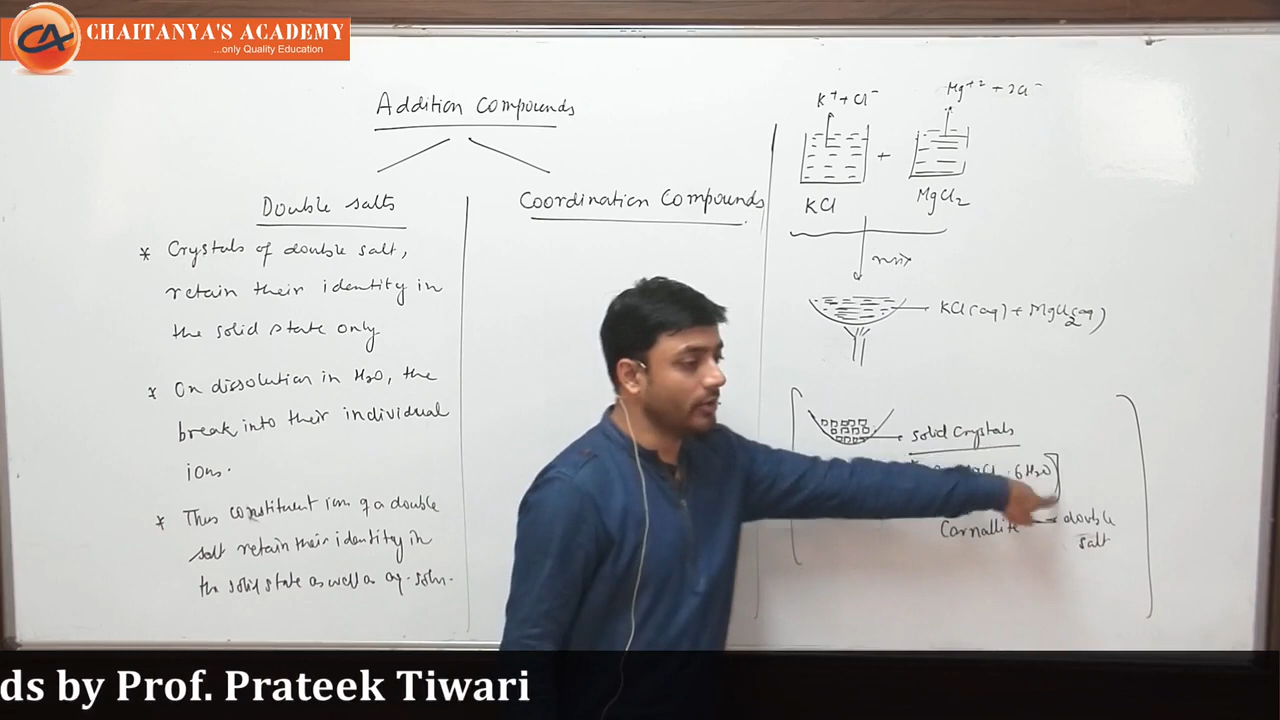 CHAITANYA'S ACADEMY
...only Quality Education
CA
Addition Compounds
Double salts
* Crystals of double salt,
retain their identity in
the solid state only
* On dissolution in H2O, the
break into their individual
ions.
* Thus constituent ions of a double
salt retain their identity in
the solid state as well as aq. soln.
Coordination Compounds
K+ + Cl-
Mg+2 + 2Cl-
+
KCl
MgCl2
mix
KCl(aq) + MgCl2(aq)
solid Crystals
. 6H2O
Carnallite → double
salt
ds by Prof. Prateek Tiwari